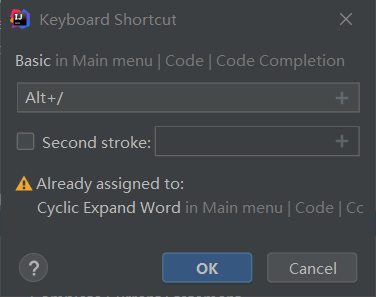 IJ
Keyboard Shortcut
Basic in Main menu | Code | Code Completion
Alt+/
Second stroke:
Already assigned to:
Cyclic Expand Word in Main menu | Code | Cc
?
OK
Cancel